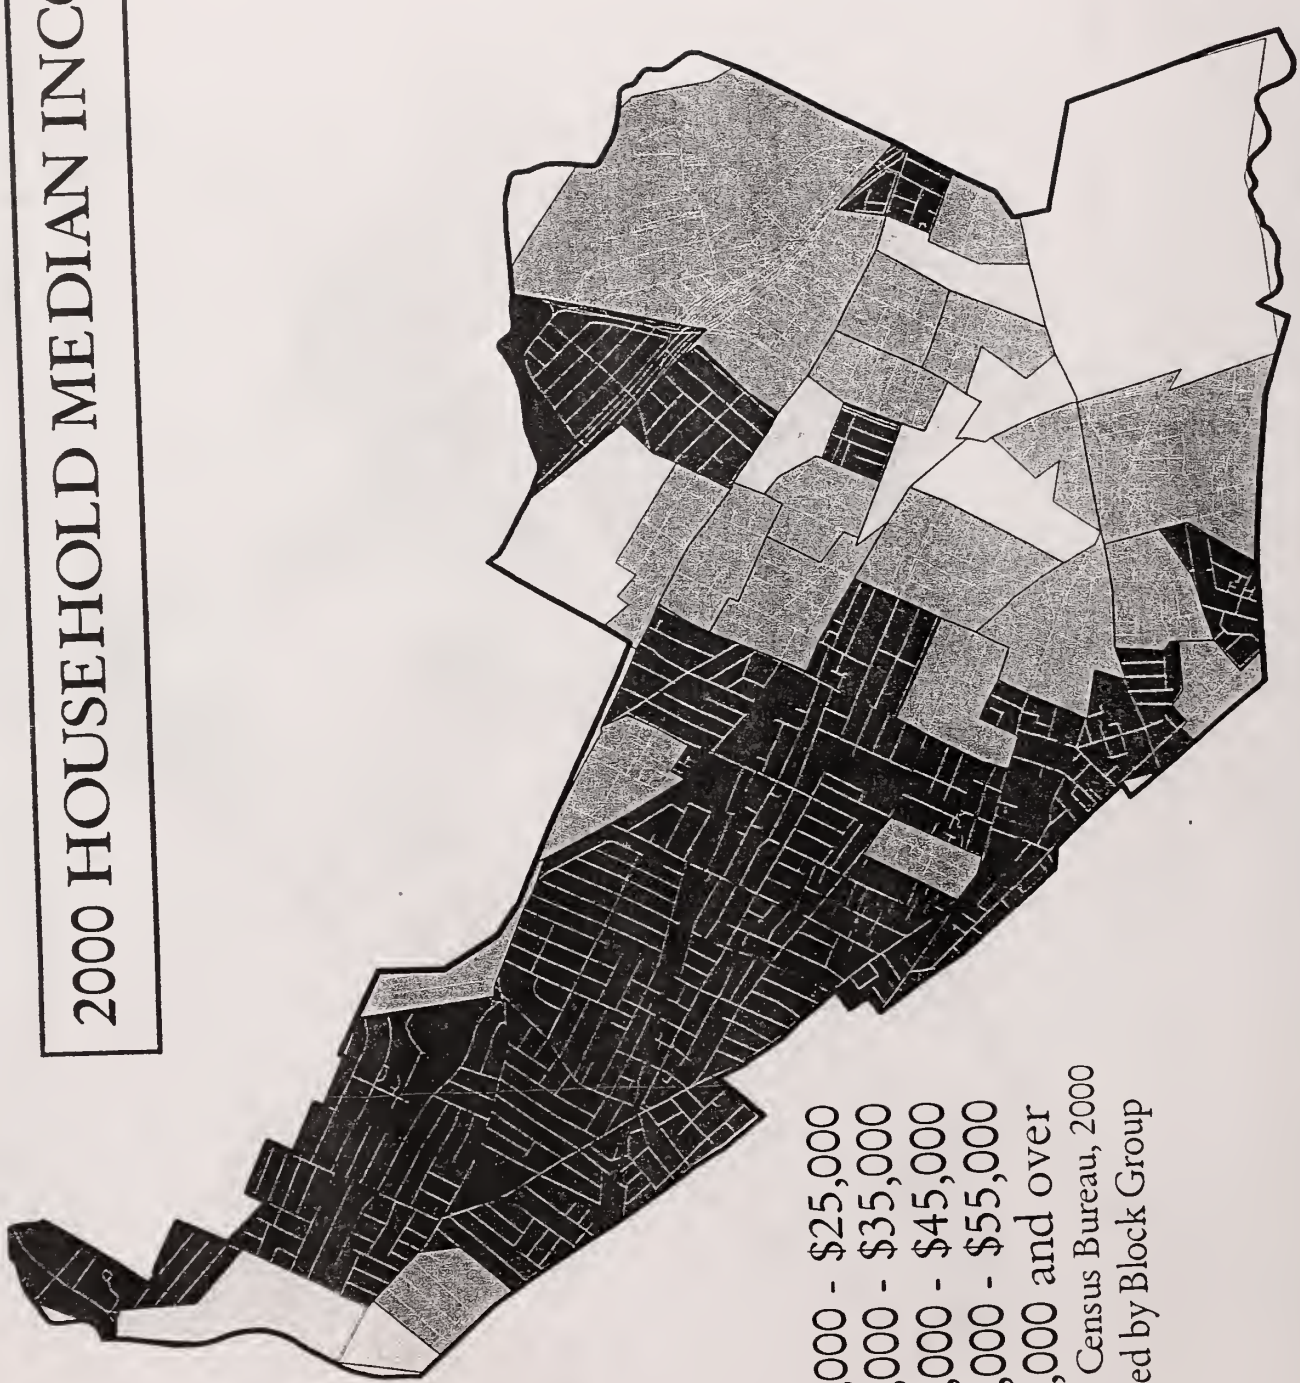 2000 HOUSEHOLD MEDIAN INCO
,000 - $25,000
,000 - $35,000
,000 - $45,000
,000 - $55,000
,000 and over
Census Bureau, 2000
ed by Block Group